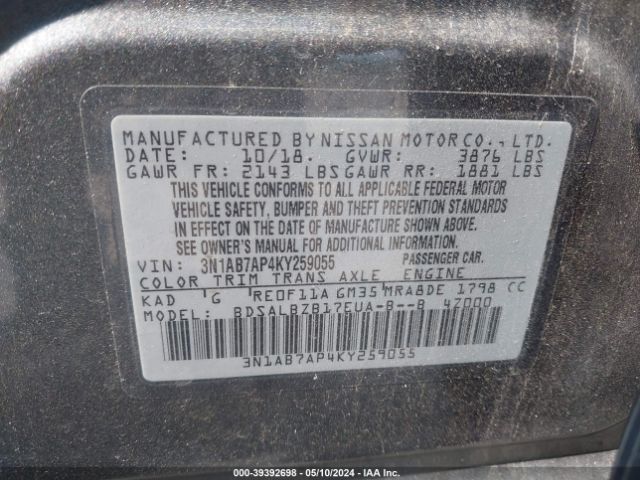 MANUFACTURED BY NISSAN MOTOR CO., LTD.
DATE: 10/18. GVWR: 3876 LBS
GAWR FR: 2143 LBS GAWR RR: 1881 LBS
THIS VEHICLE CONFORMS TO ALL APPLICABLE FEDERAL MOTOR
VEHICLE SAFETY, BUMPER AND THEFT PREVENTION STANDARDS
IN EFFECT ON THE DATE OF MANUFACTURE SHOWN ABOVE.
SEE OWNER'S MANUAL FOR ADDITIONAL INFORMATION.
VIN: 3N1AB7AP4KY259055 PASSENGER CAR.
COLOR TRIM TRANS AXLE ENGINE
KAD G RE0F11A GM35 MRA8DE 1798 CC
MODEL: BDSALBZB17EUA-B--B 4Z000
3N1AB7AP4KY259055
000-39392698 - 05/10/2024 - IAA Inc.